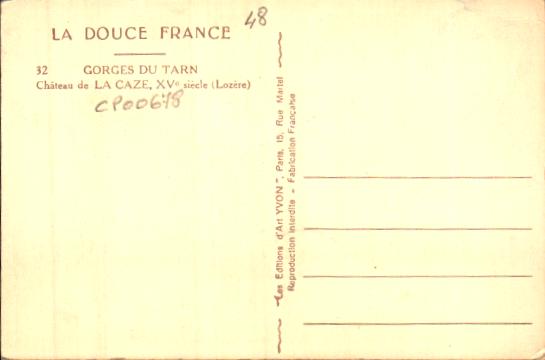 48
LA DOUCE FRANCE
32 GORGES DU TARN
Château de LA CAZE, XVe siècle (Lozère)
CP00678
Les Editions d'Art YVON", Paris, 15, Rue Martel
Reproduction interdite - Fabrication Française